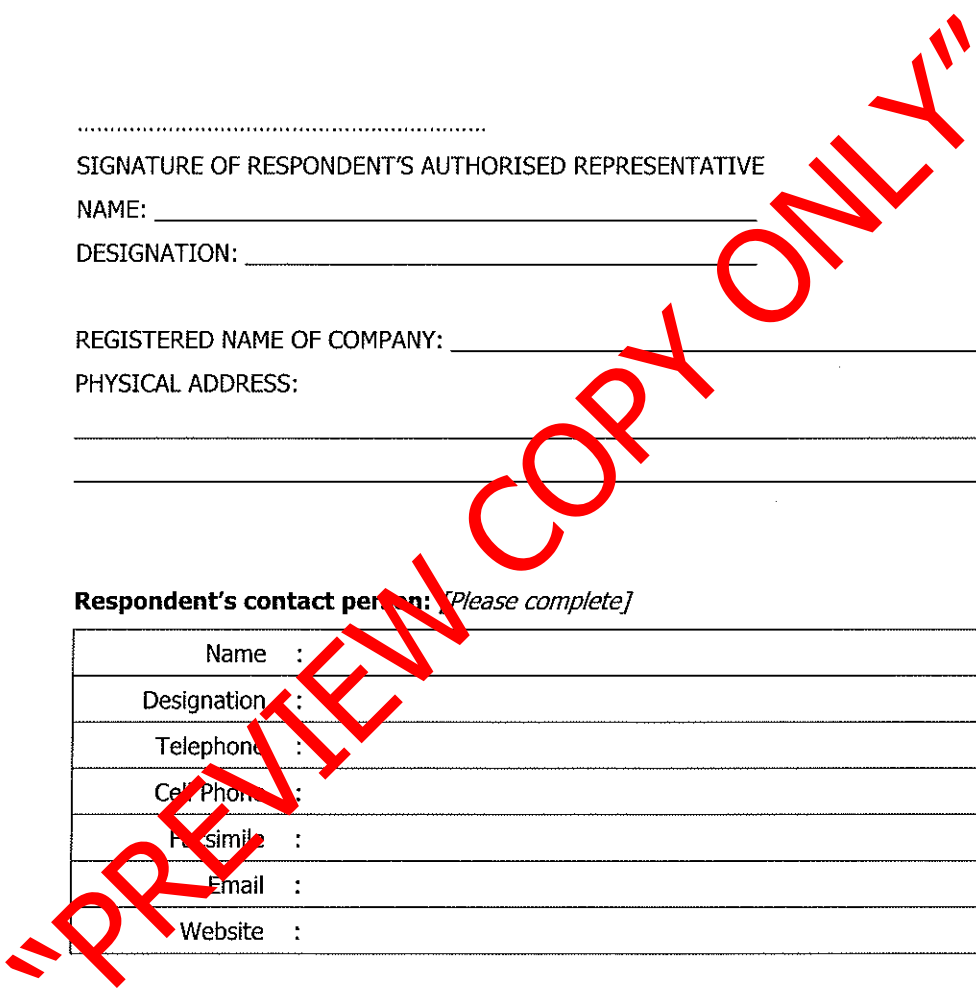 SIGNATURE OF RESPONDENT'S AUTHORISED REPRESENTATIVE
NAME:
DESIGNATION:
REGISTERED NAME OF COMPANY:
PHYSICAL ADDRESS:
Respondent's contact person: [Please complete]
Name :
Designation :
Telephone :
Cell Phone :
Facsimile :
Email :
Website :
"PREVIEW COPY ONLY"